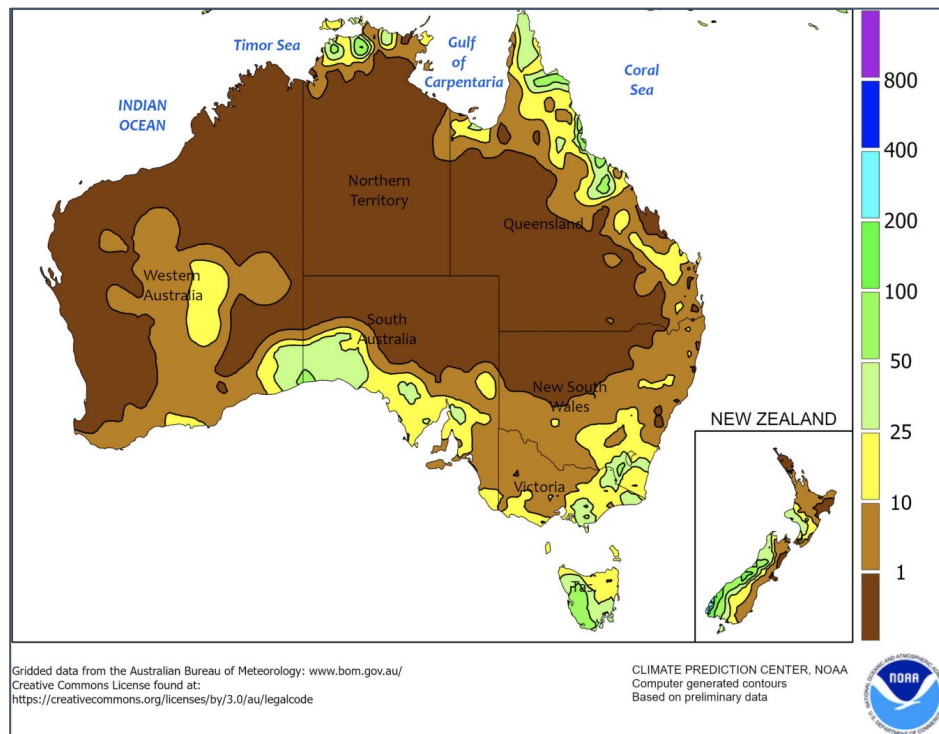 Timor Sea
Gulf
of
Carpentaria
Coral
Sea
INDIAN
OCEAN
Northern
Territory
Queensland
Western
Australia
South
Australia
New South
Wales
Victoria
Tas
NEW ZEALAND
800
400
200
100
50
25
10
1
Gridded data from the Australian Bureau of Meteorology: www.bom.gov.au/
Creative Commons License found at:
https://creativecommons.org/licenses/by/3.0/au/legalcode
CLIMATE PREDICTION CENTER, NOAA
Computer generated contours
Based on preliminary data
NOAA